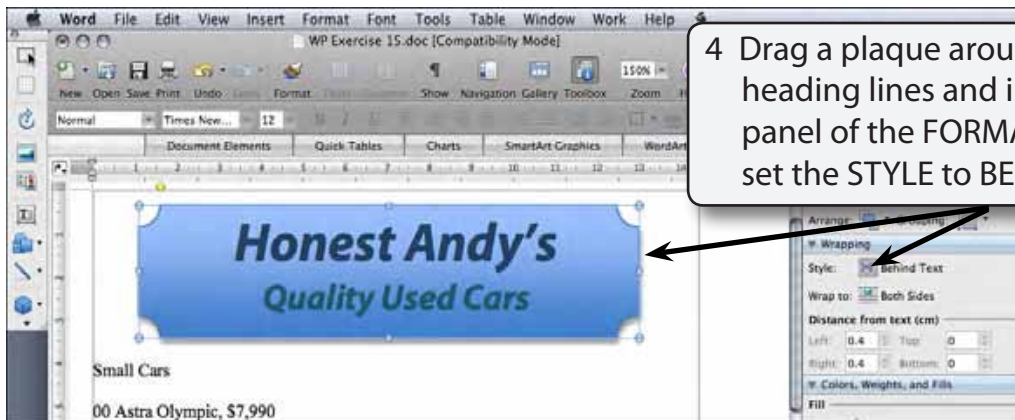 Word File Edit View Insert Format Font Tools Table Window Work Help
WP Exercise 15.doc [Compatibility Mode]
New Open Save Print Undo Format Show Navigation Gallery Toolbox Zoom
150%
Normal Times New... 12
Document Elements Quick Tables Charts SmartArt Graphics WordArt
4 Drag a plaque arou
heading lines and i
panel of the FORMA
set the STYLE to BE
Honest Andy's
Quality Used Cars
Small Cars
00 Astra Olympic, $7,990
Arrange:
Wrapping
Style: Behind Text
Wrap to: Both Sides
Distance from text (cm)
Left: 0.4 Top: 0
Right: 0.4 Bottom: 0
Colors, Weights, and Fills
Fill